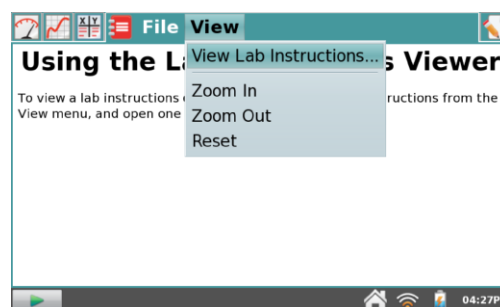 X Y
File View
Using the L s Viewer
View Lab Instructions...
To view a lab instructions ructions from the
View menu, and open one
Zoom In
Zoom Out
Reset
04:27P